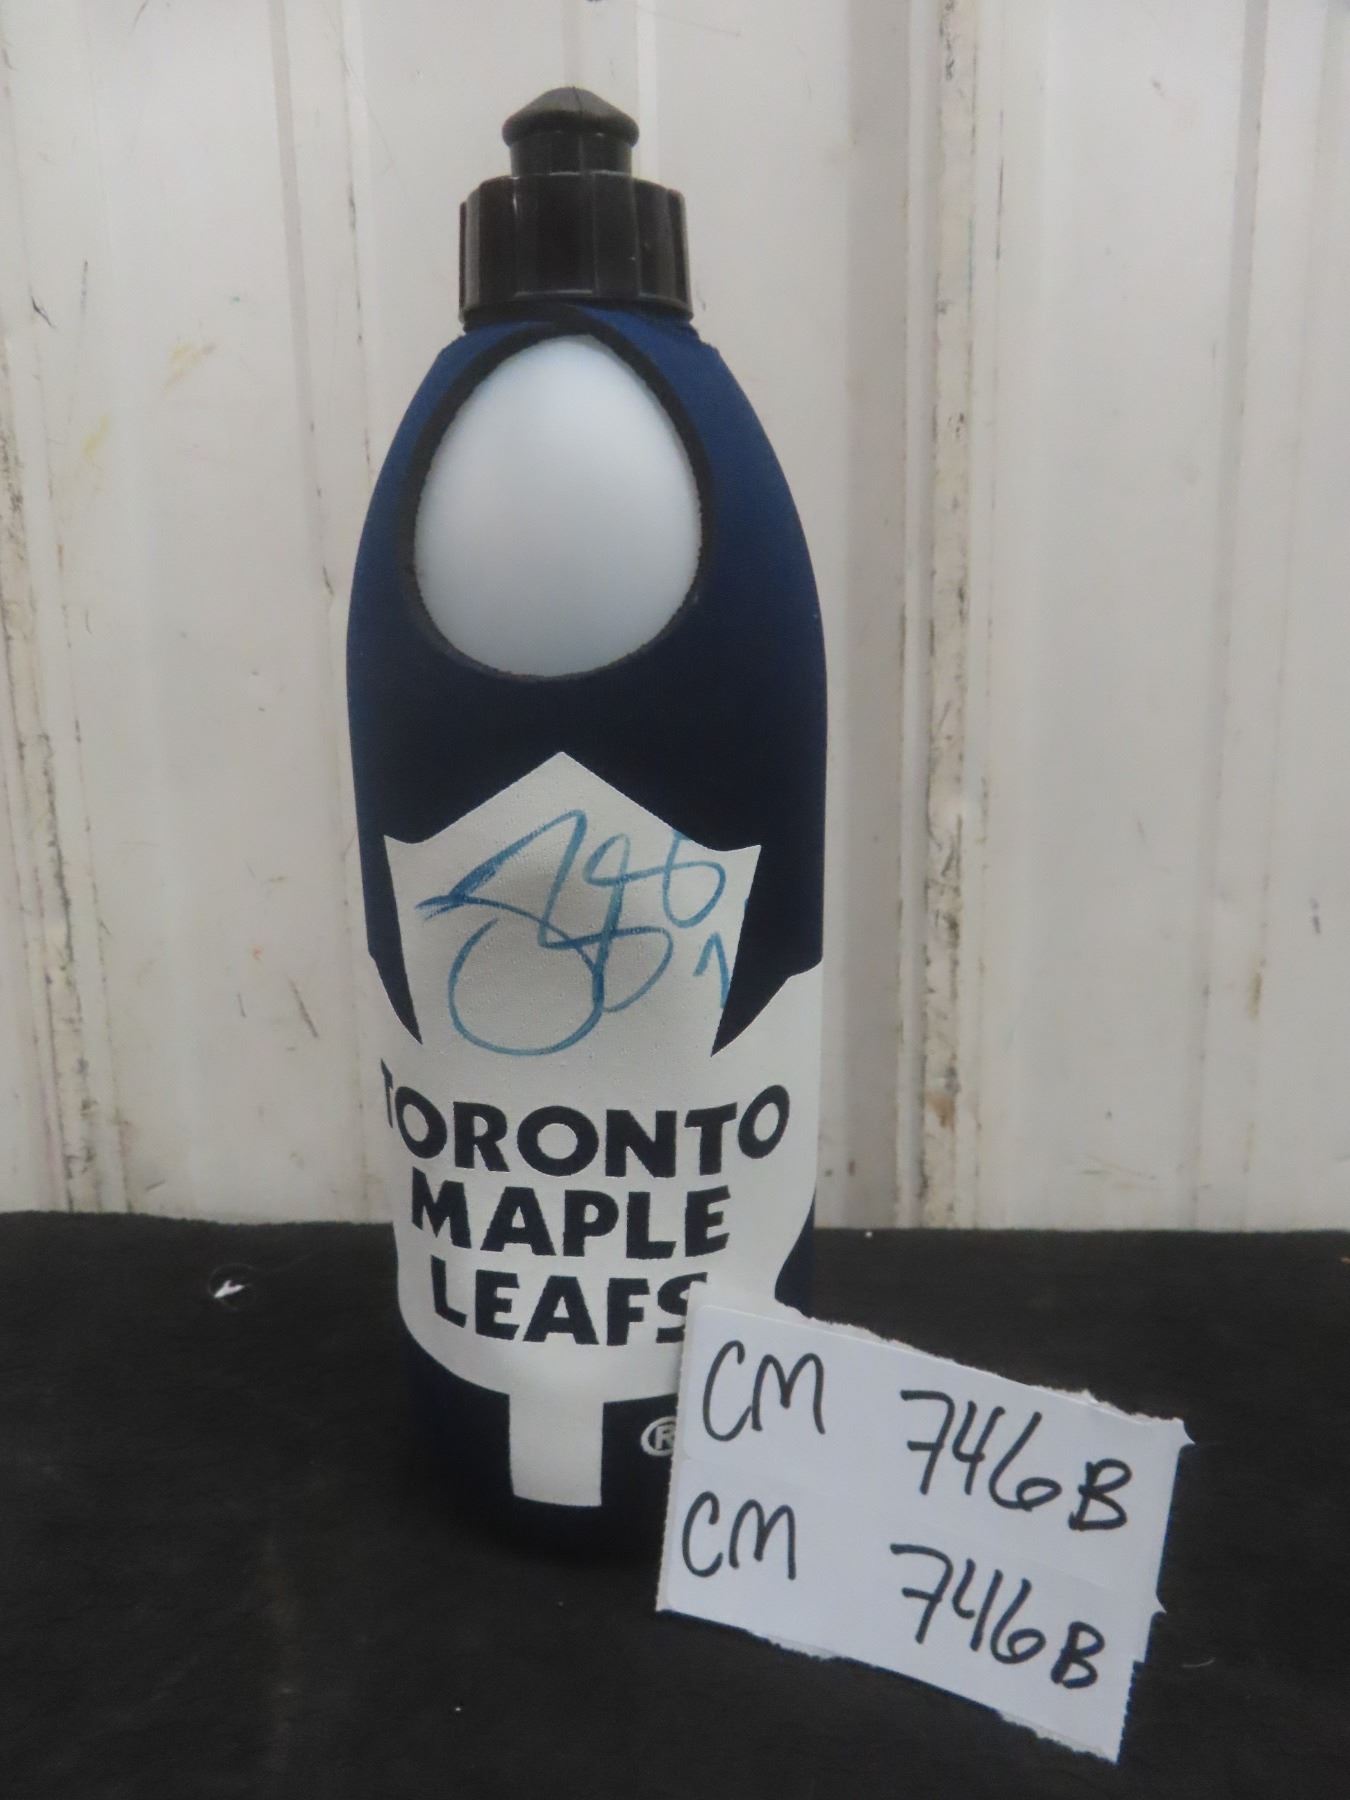 TORONTO
MAPLE
LEAFS
®
CM 746B
CM 746B